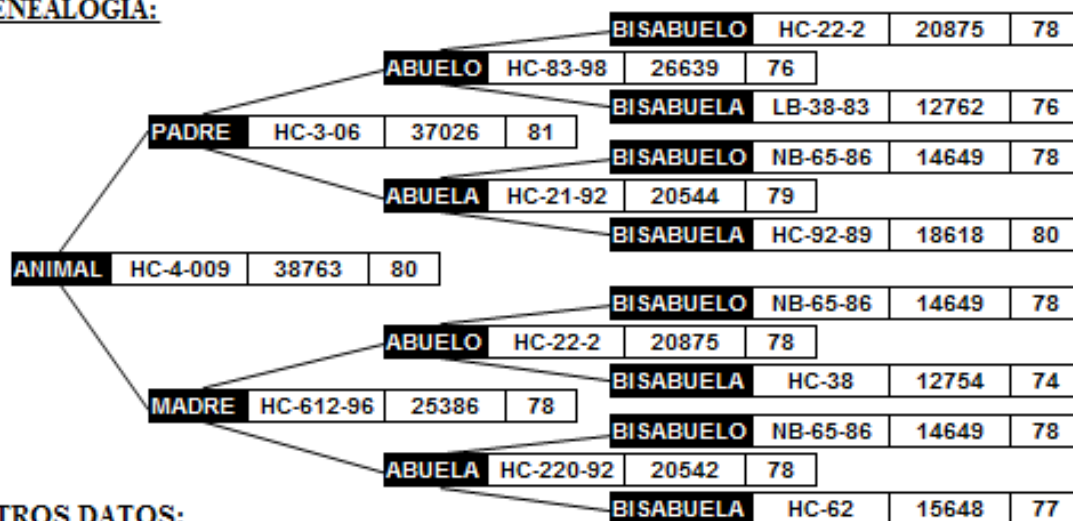 ENEALOGÍA:
BISABUELO HC-22-2 20875 78
ABUELO HC-83-98 26639 76
BISABUELA LB-38-83 12762 76
PADRE HC-3-06 37026 81
BISABUELO NB-65-86 14649 78
ABUELA HC-21-92 20544 79
BISABUELA HC-92-89 18618 80
ANIMAL HC-4-009 38763 80
BISABUELO NB-65-86 14649 78
ABUELO HC-22-2 20875 78
BISABUELA HC-38 12754 74
MADRE HC-612-96 25386 78
BISABUELO NB-65-86 14649 78
ABUELA HC-220-92 20542 78
BISABUELA HC-62 15648 77
TROS DATOS: